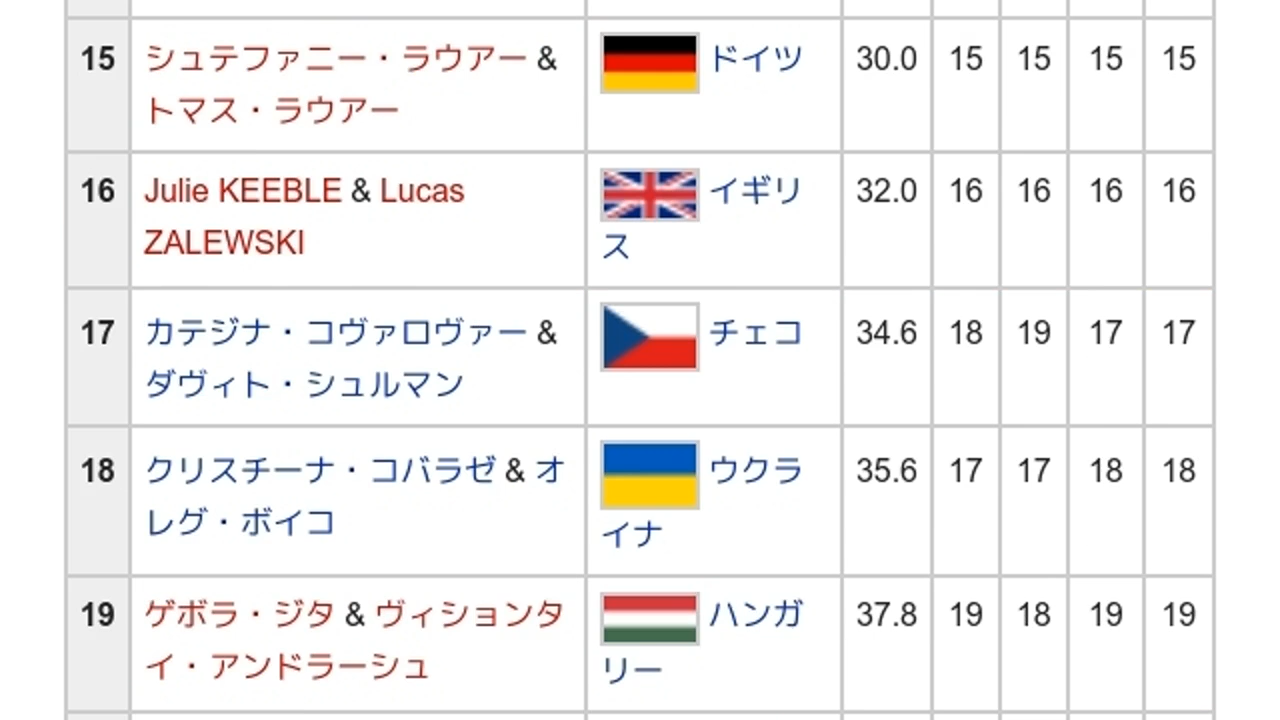 15 シュテファニー・ラウアー & ドイツ 30.0 15 15 15 15
トマス・ラウアー
16 Julie KEEBLE & Lucas イギリ 32.0 16 16 16 16
ZALEWSKI ス
17 カテジナ・コヴァロヴァー & チェコ 34.6 18 19 17 17
ダヴィト・シュルマン
18 クリスチーナ・コバラゼ & オ ウクラ 35.6 17 17 18 18
レグ・ボイコ イナ
19 ゲボラ・ジタ & ヴィションタ ハンガ 37.8 19 18 19 19
イ・アンドラーシュ リー